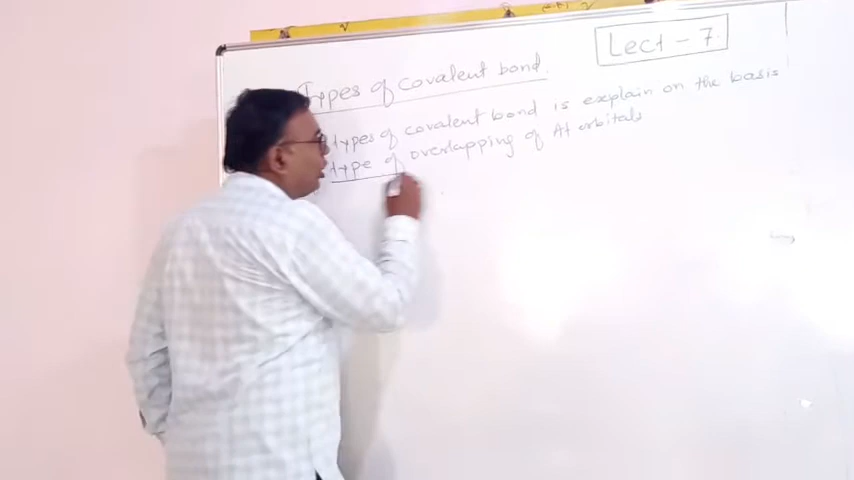 Types of covalent bond.
Lect-7.
types of covalent bond is explain on the basis
type of overlapping of At orbitals